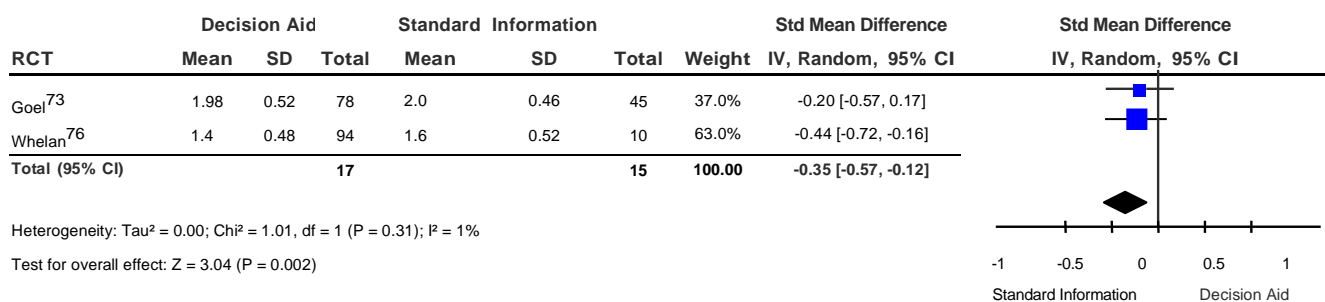 Decision Aid Standard Information Std Mean Difference Std Mean Difference
RCT Mean SD Total Mean SD Total Weight IV, Random, 95% CI IV, Random, 95% CI
Goel73 1.98 0.52 78 2.0 0.46 45 37.0% -0.20 [-0.57, 0.17]
Whelan76 1.4 0.48 94 1.6 0.52 10 63.0% -0.44 [-0.72, -0.16]
Total (95% CI) 17 15 100.00 -0.35 [-0.57, -0.12]
Heterogeneity: Tau² = 0.00; Chi² = 1.01, df = 1 (P = 0.31); I² = 1%
Test for overall effect: Z = 3.04 (P = 0.002)
-1 -0.5 0 0.5 1
Standard Information Decision Aid